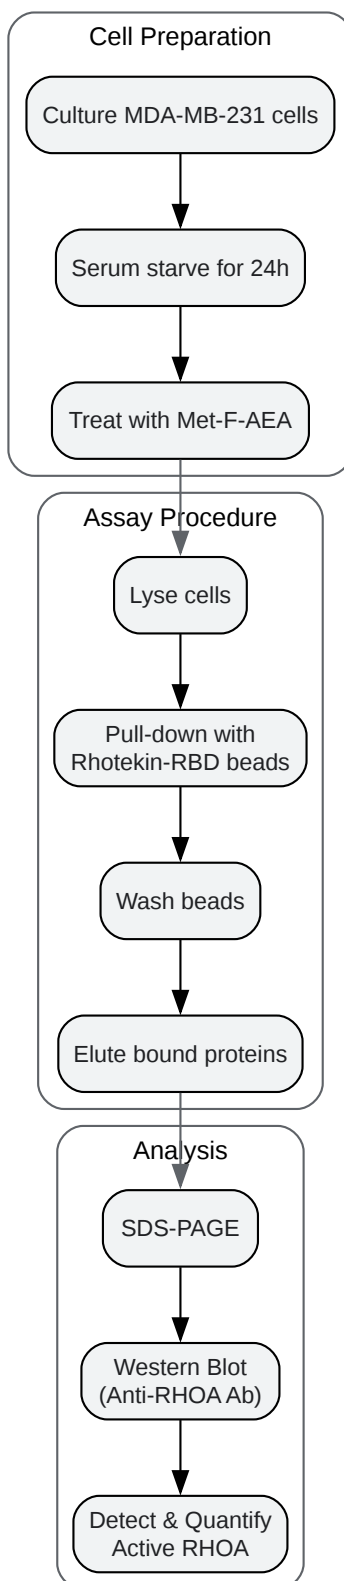 Cell Preparation
Culture MDA-MB-231 cells
Serum starve for 24h
Treat with Met-F-AEA
Assay Procedure
Lyse cells
Pull-down with
Rhotekin-RBD beads
Wash beads
Elute bound proteins
Analysis
SDS-PAGE
Western Blot
(Anti-RHOA Ab)
Detect & Quantify
Active RHOA